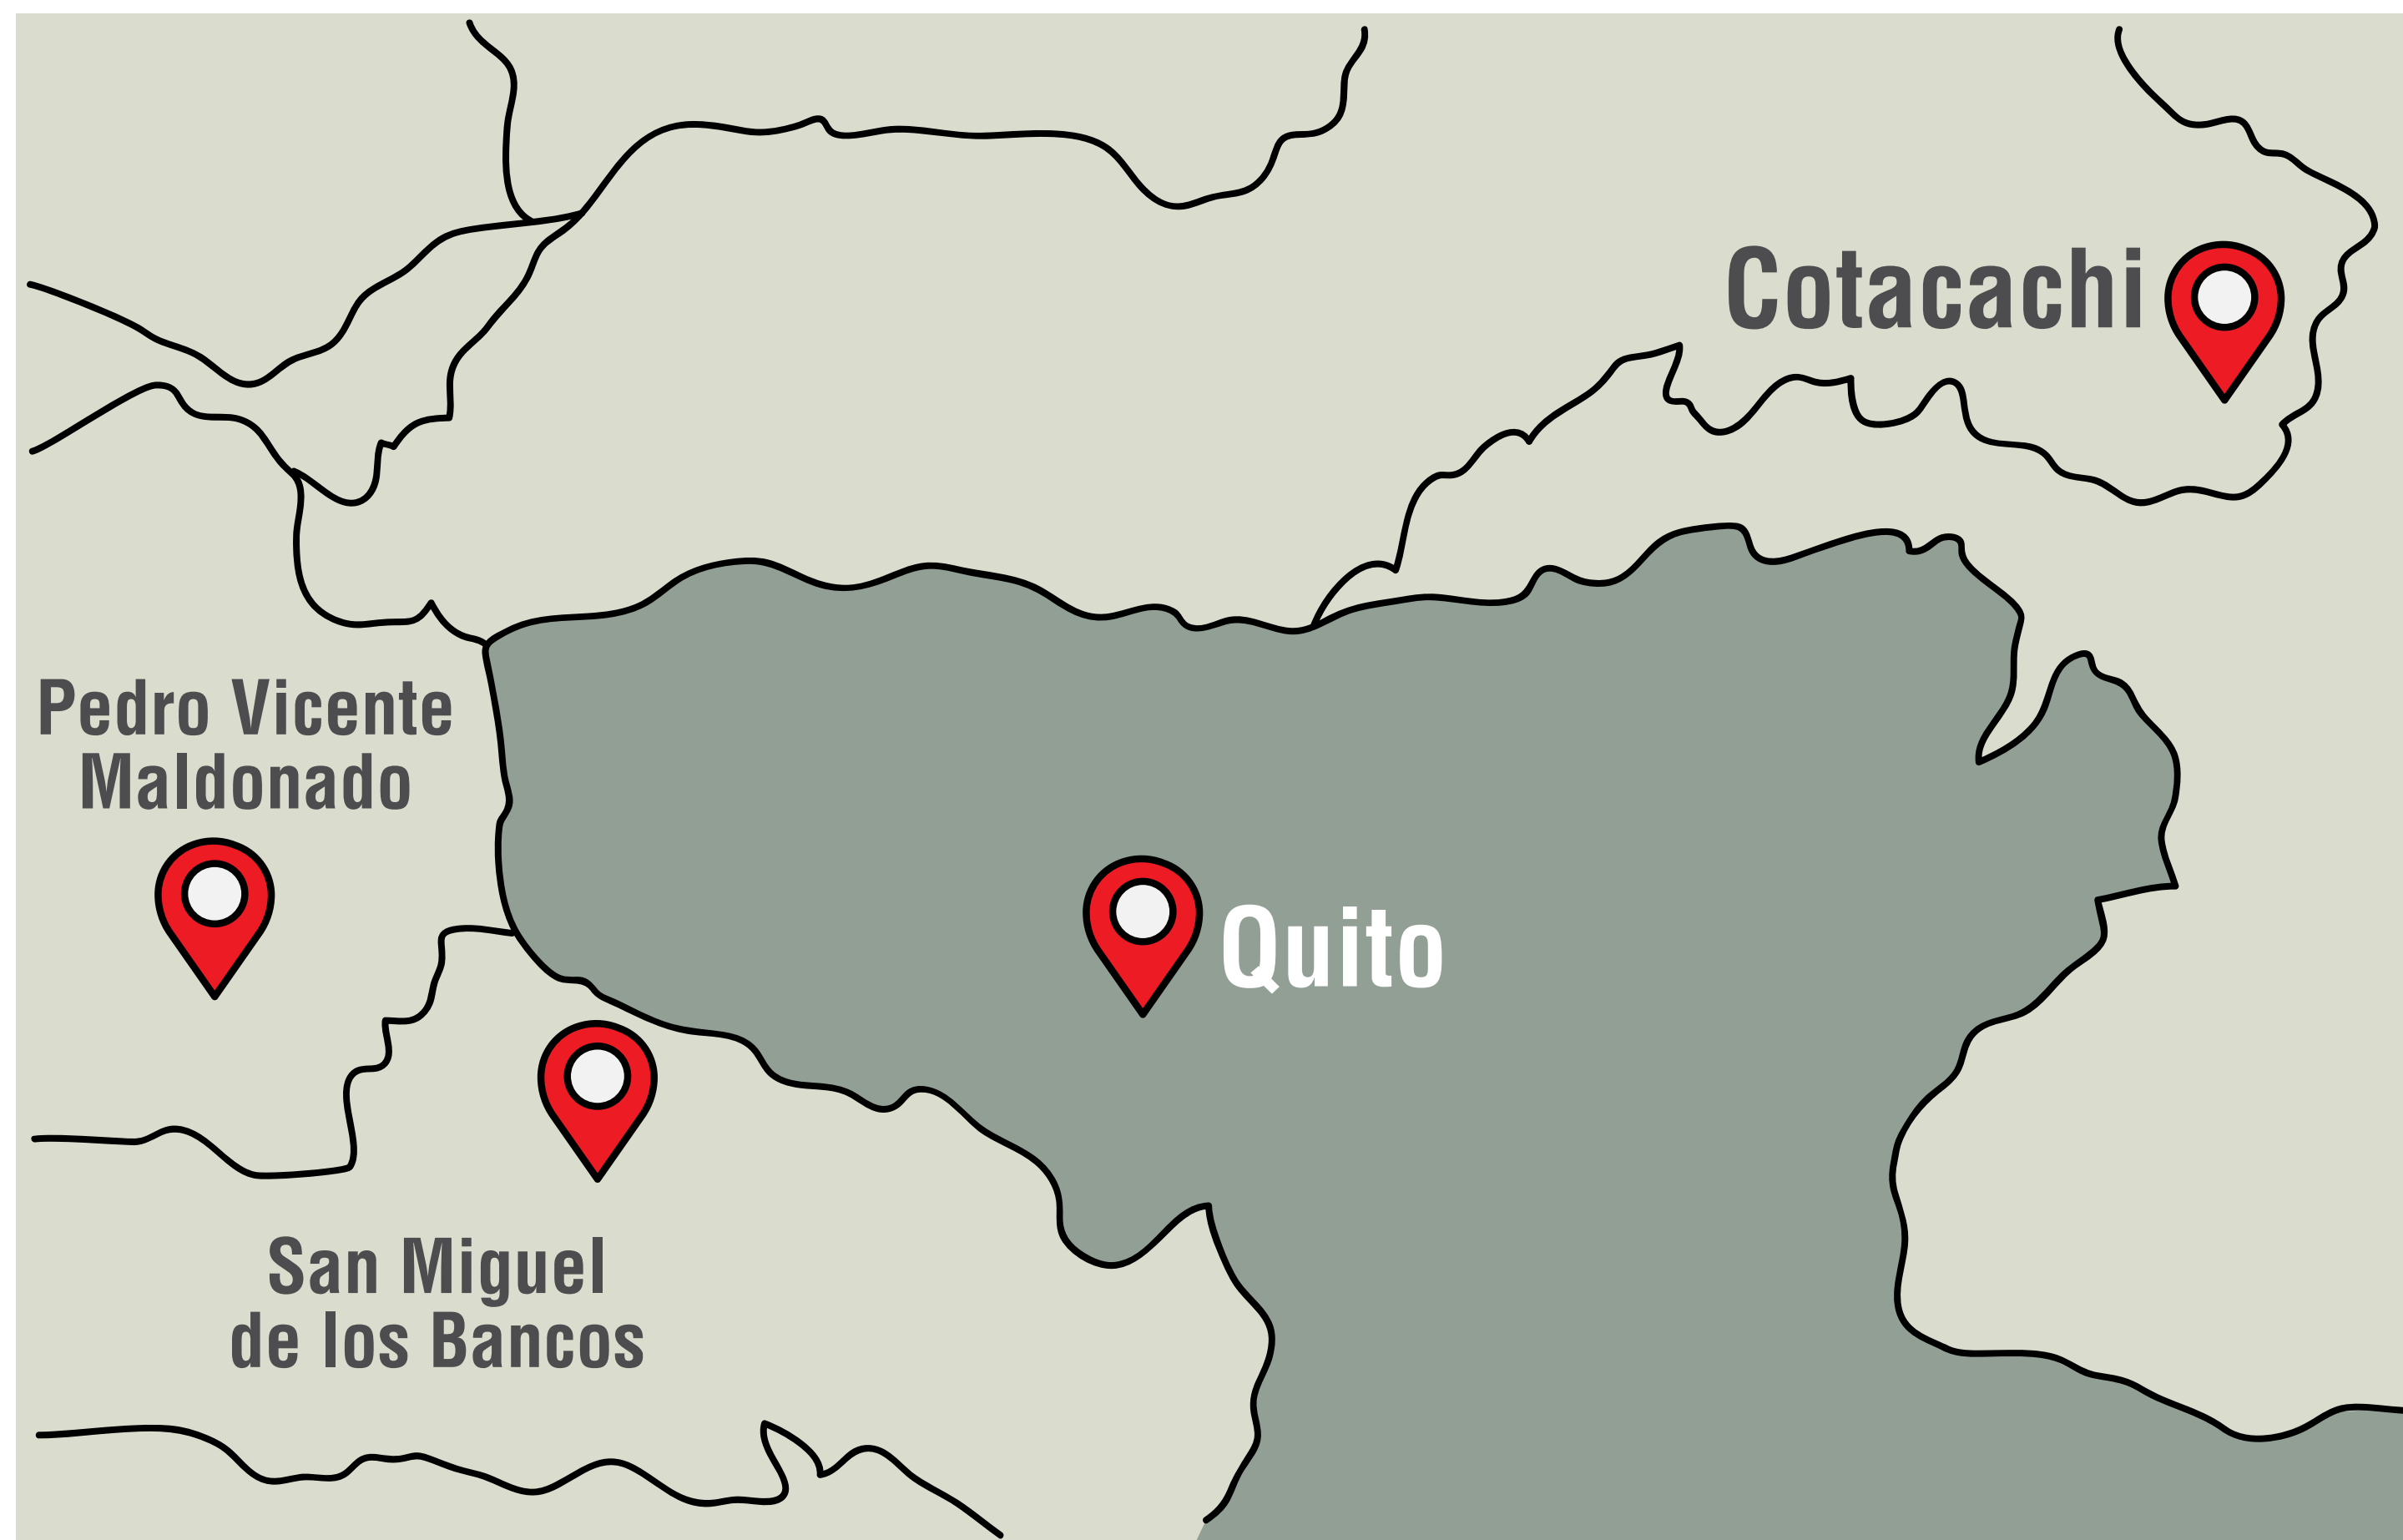 Cotacachi
Pedro Vicente
Maldonado
Quito
San Miguel
de los Bancos